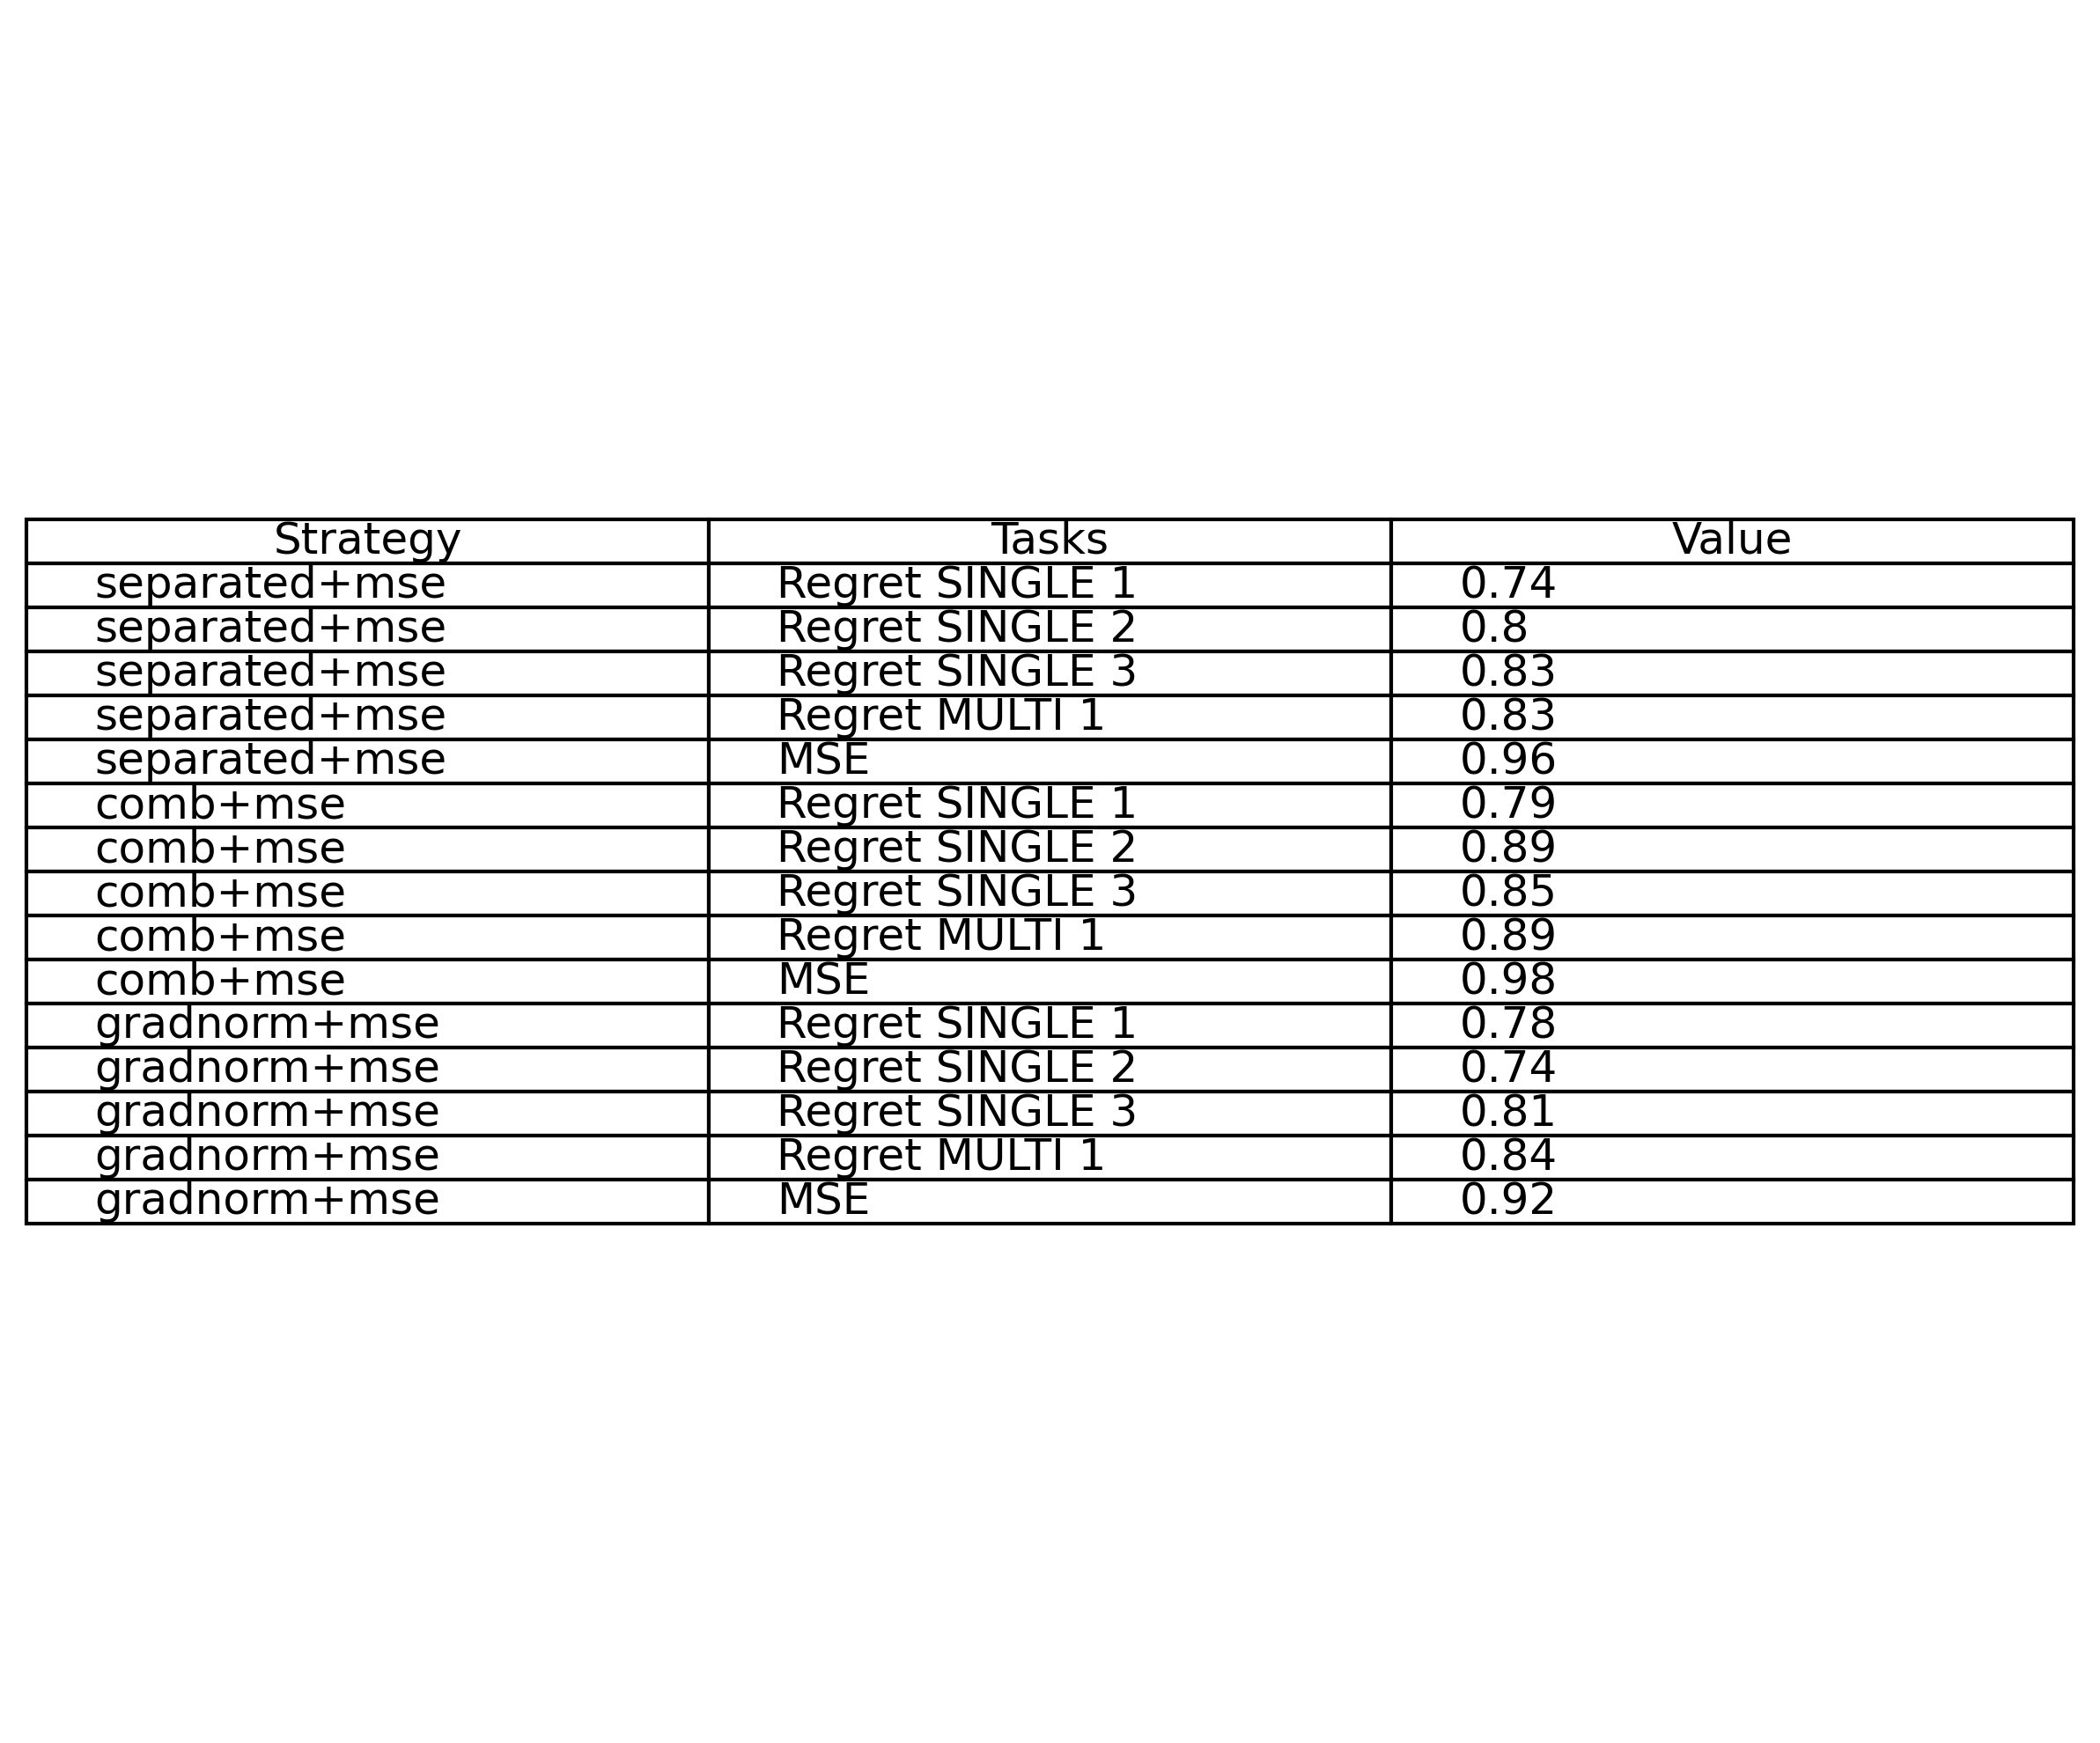 Strategy Tasks Value
separated+mse Regret SINGLE 1 0.74
separated+mse Regret SINGLE 2 0.8
separated+mse Regret SINGLE 3 0.83
separated+mse Regret MULTI 1 0.83
separated+mse MSE 0.96
comb+mse Regret SINGLE 1 0.79
comb+mse Regret SINGLE 2 0.89
comb+mse Regret SINGLE 3 0.85
comb+mse Regret MULTI 1 0.89
comb+mse MSE 0.98
gradnorm+mse Regret SINGLE 1 0.78
gradnorm+mse Regret SINGLE 2 0.74
gradnorm+mse Regret SINGLE 3 0.81
gradnorm+mse Regret MULTI 1 0.84
gradnorm+mse MSE 0.92